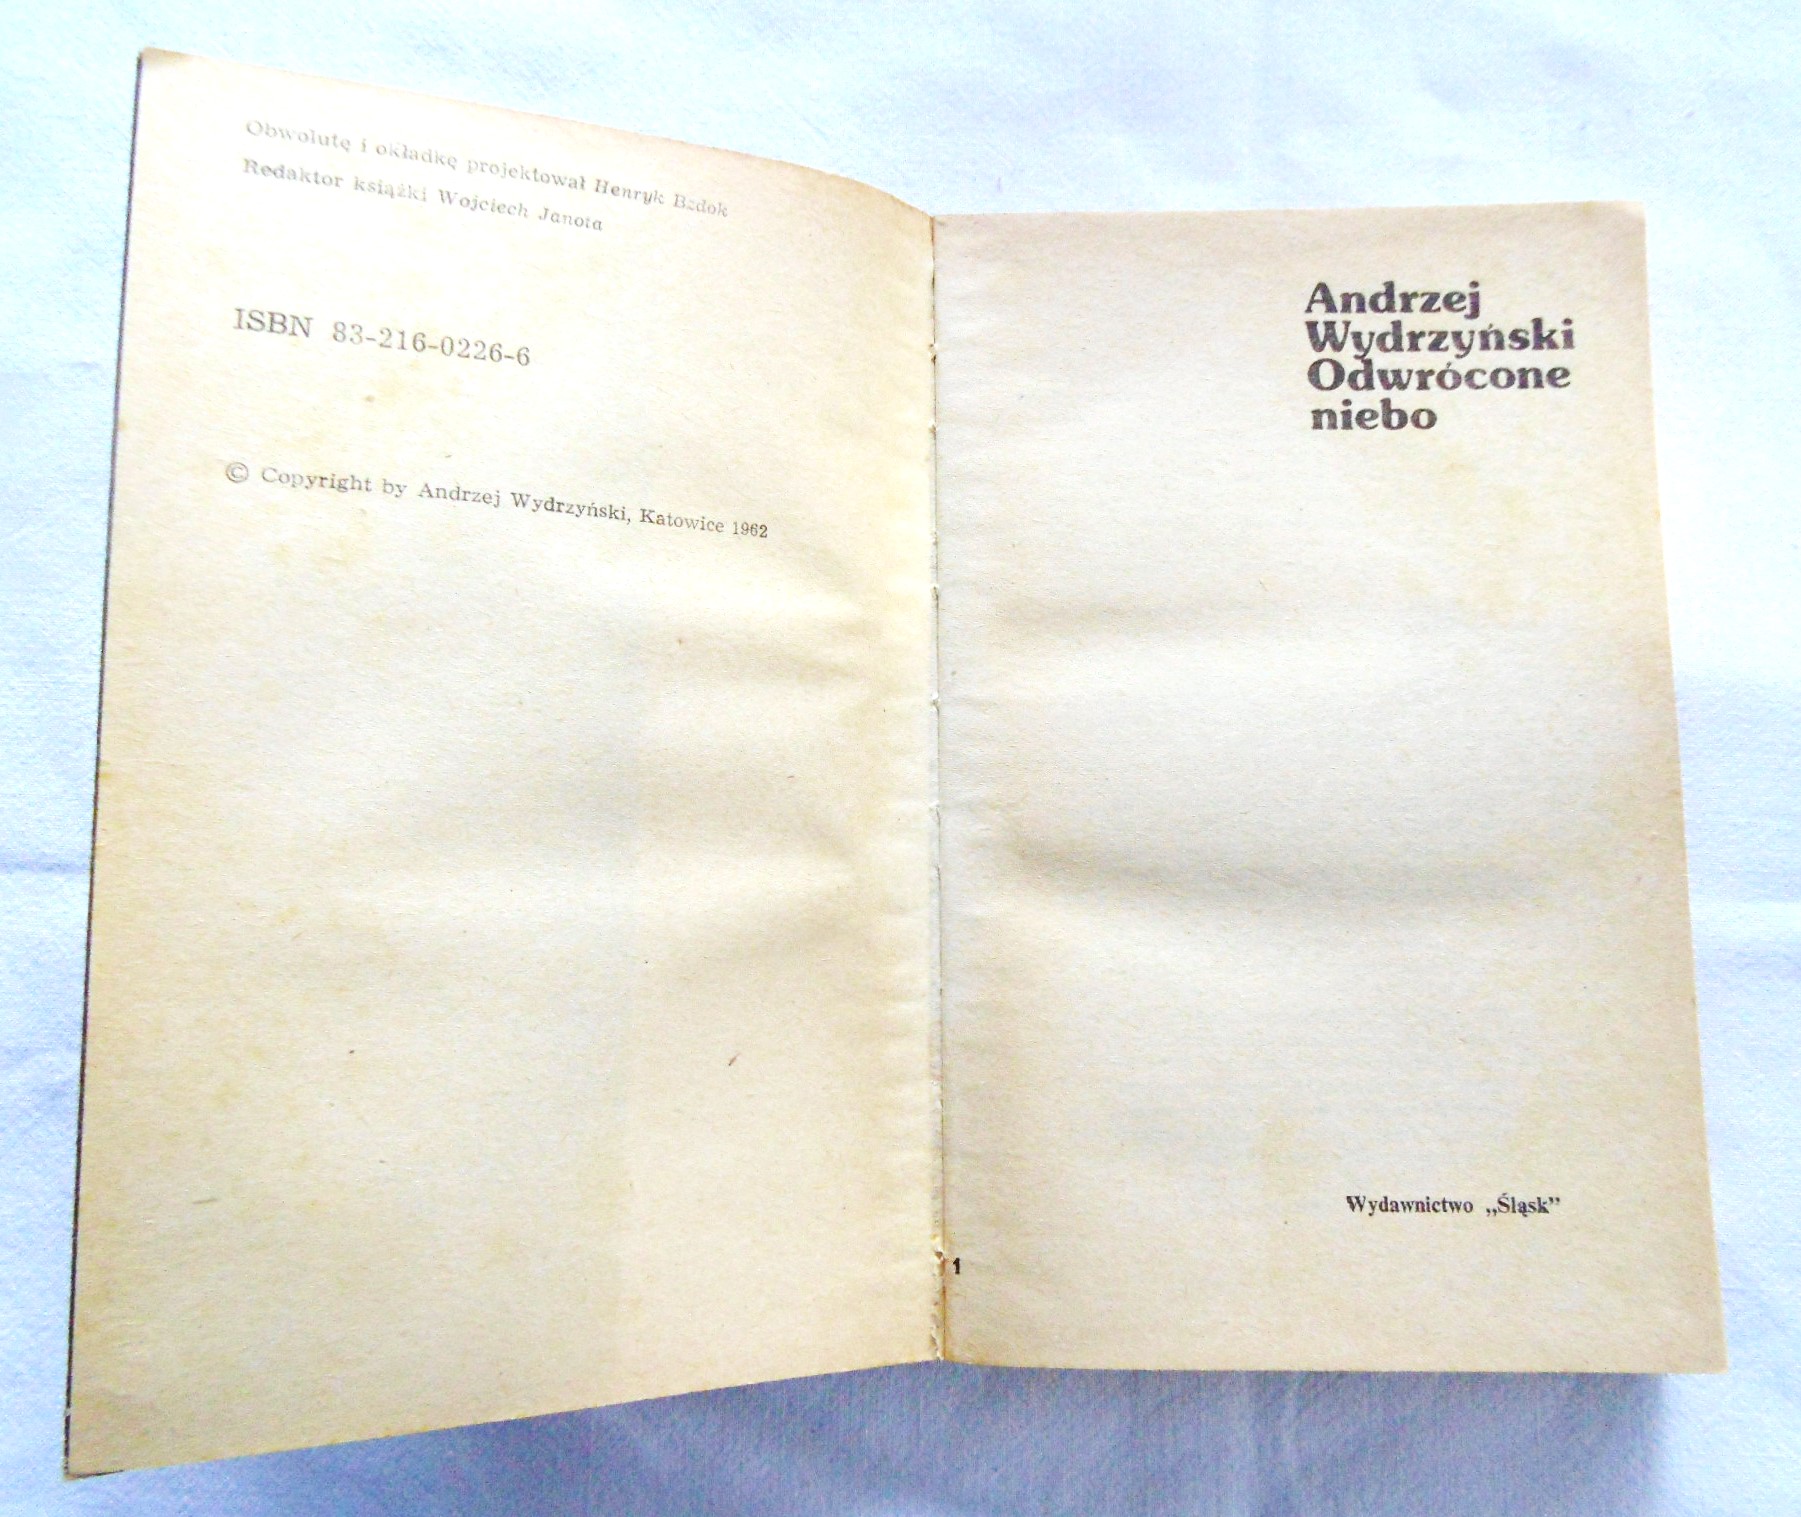 Obwolutę i okładkę projektował Henryk Bzdok
Redaktor książki Wojciech Janota
ISBN 83-216-0226-6
© Copyright by Andrzej Wydrzyński, Katowice 1962
Andrzej
Wydrzyński
Odwrócone
niebo
Wydawnictwo „Śląsk”
1